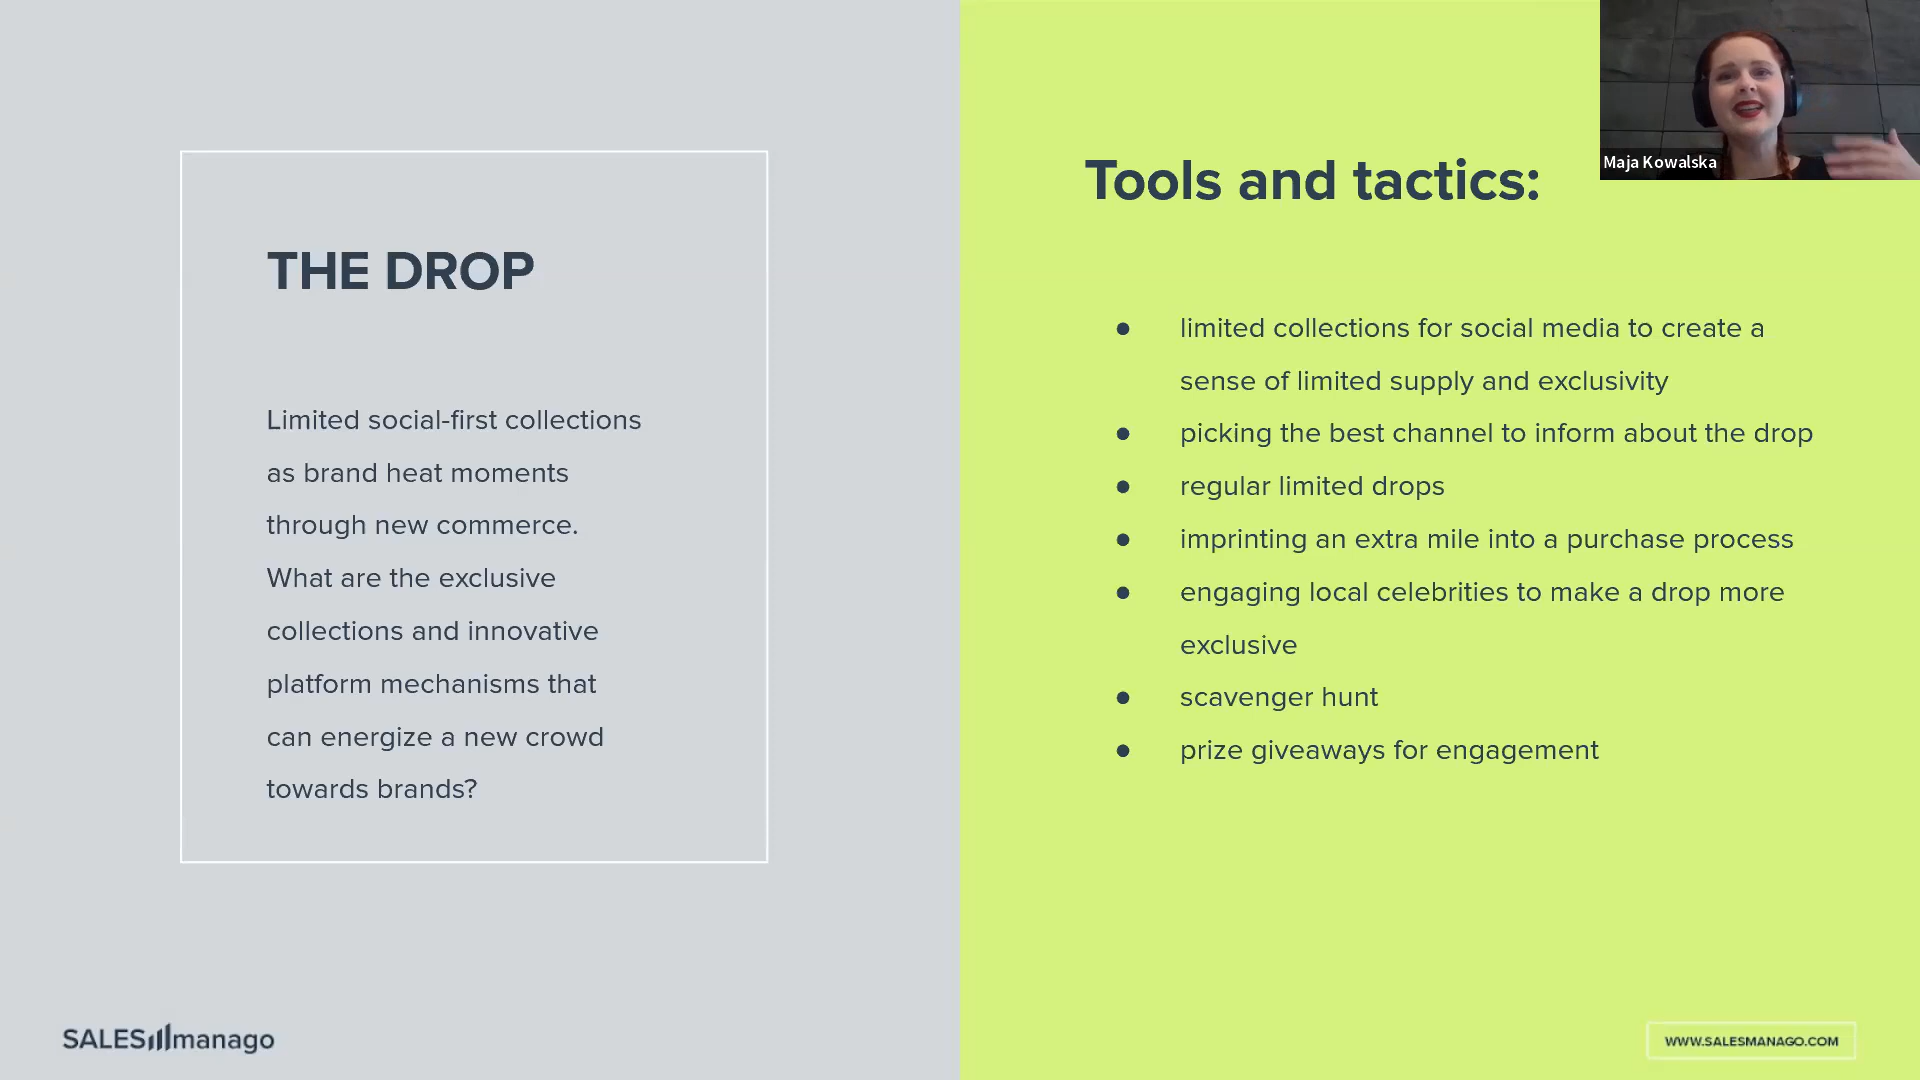 THE DROP
Limited social-first collections
as brand heat moments
through new commerce.
What are the exclusive
collections and innovative
platform mechanisms that
can energize a new crowd
towards brands?
Tools and tactics:
● limited collections for social media to create a
sense of limited supply and exclusivity
● picking the best channel to inform about the drop
● regular limited drops
● imprinting an extra mile into a purchase process
● engaging local celebrities to make a drop more
exclusive
● scavenger hunt
● prize giveaways for engagement
Maja Kowalska
SALESmanago
WWW.SALESMANAGO.COM